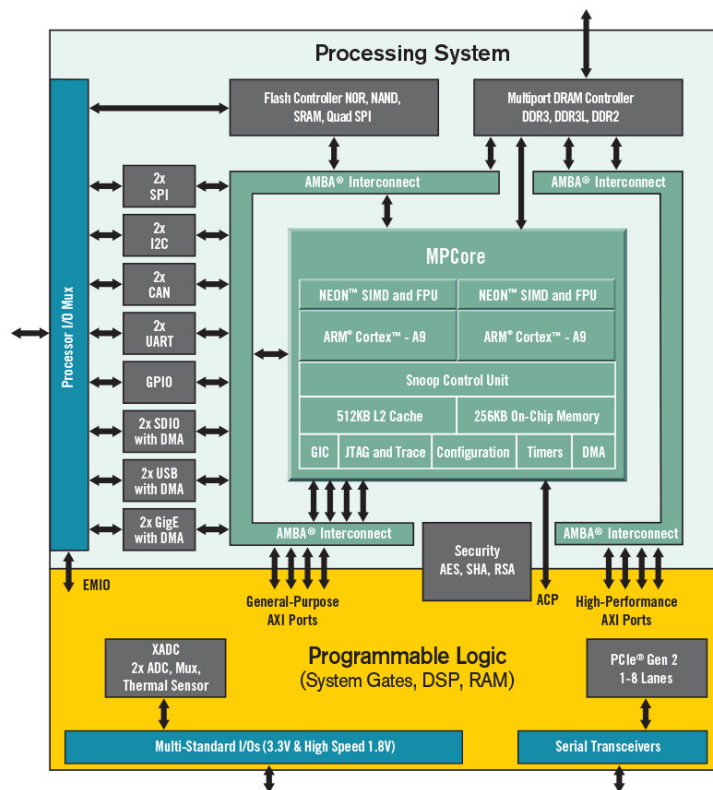 Processing System
Flash Controller NOR, NAND,
SRAM, Quad SPI
Multiport DRAM Controller
DDR3, DDR3L, DDR2
AMBA® Interconnect
AMBA® Interconnect
Processor I/O Mux
2x
SPI
2x
I2C
2x
CAN
2x
UART
GPIO
2x SDIO
with DMA
2x USB
with DMA
2x GigE
with DMA
MPCore
NEON™ SIMD and FPU
NEON™ SIMD and FPU
ARM® Cortex™ - A9
ARM® Cortex™ - A9
Snoop Control Unit
512KB L2 Cache
256KB On-Chip Memory
GIC
JTAG and Trace
Configuration
Timers
DMA
AMBA® Interconnect
AMBA® Interconnect
Security
AES, SHA, RSA
EMIO
General-Purpose
AXI Ports
ACP
High-Performance
AXI Ports
Programmable Logic
(System Gates, DSP, RAM)
XADC
2x ADC, Mux,
Thermal Sensor
PCIe® Gen 2
1-8 Lanes
Multi-Standard I/Os (3.3V & High Speed 1.8V)
Serial Transceivers